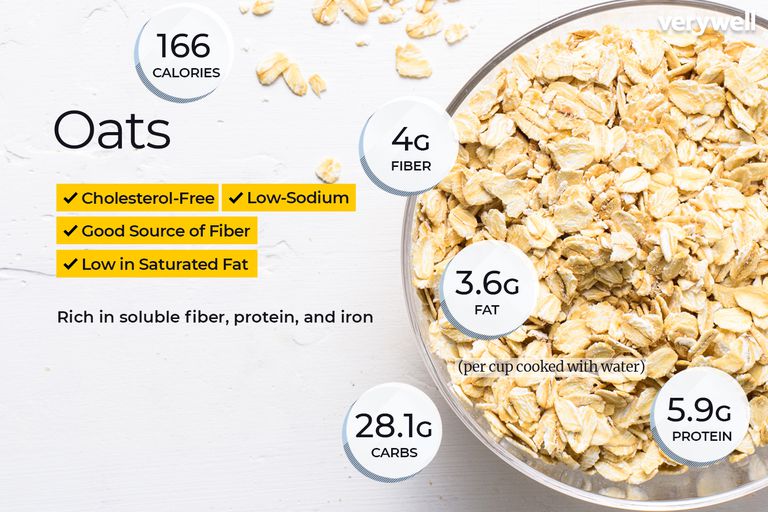 verywell
166
CALORIES
Oats
4G
FIBER
✓ Cholesterol-Free ✓ Low-Sodium
✓ Good Source of Fiber
✓ Low in Saturated Fat
3.6G
FAT
Rich in soluble fiber, protein, and iron
(per cup cooked with water)
28.1G
CARBS
5.9G
PROTEIN